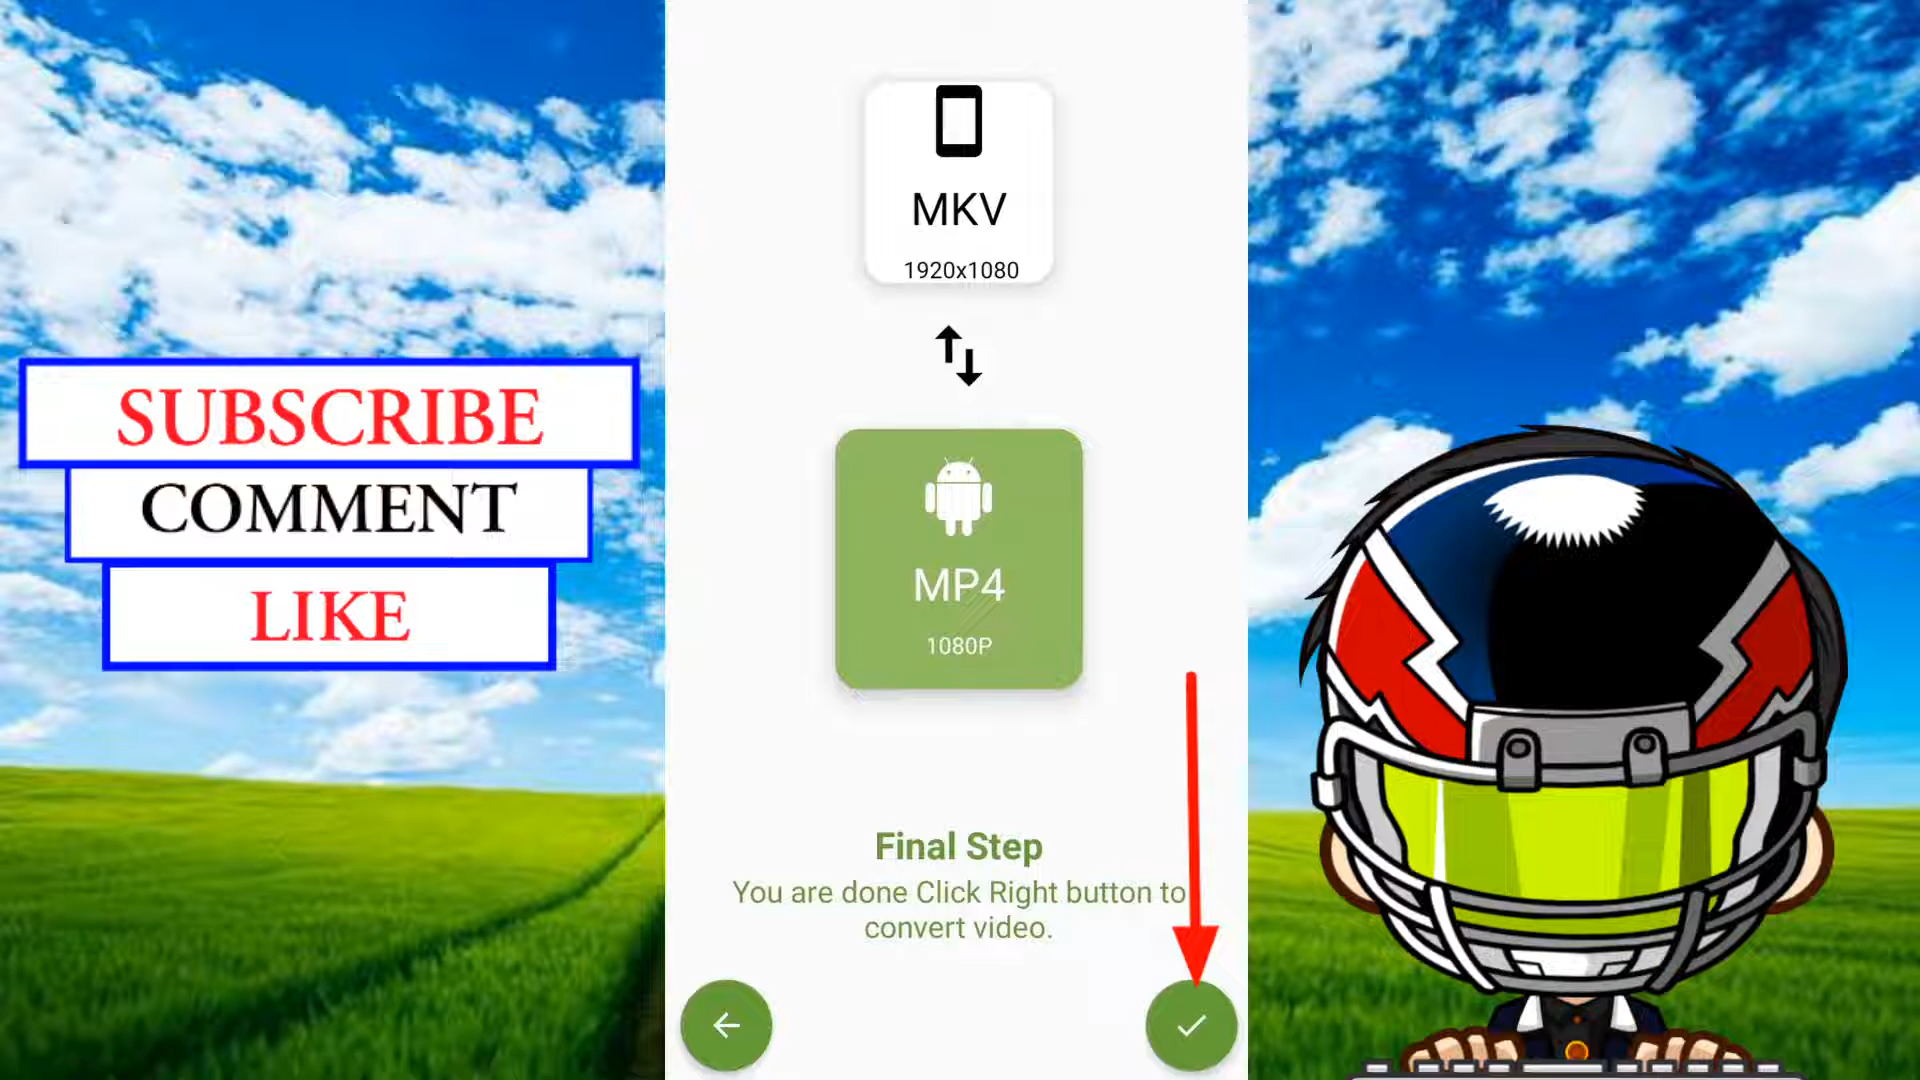 SUBSCRIBE
COMMENT
LIKE
MKV
1920x1080
MP4
1080P
Final Step
You are done Click Right button to
convert video.